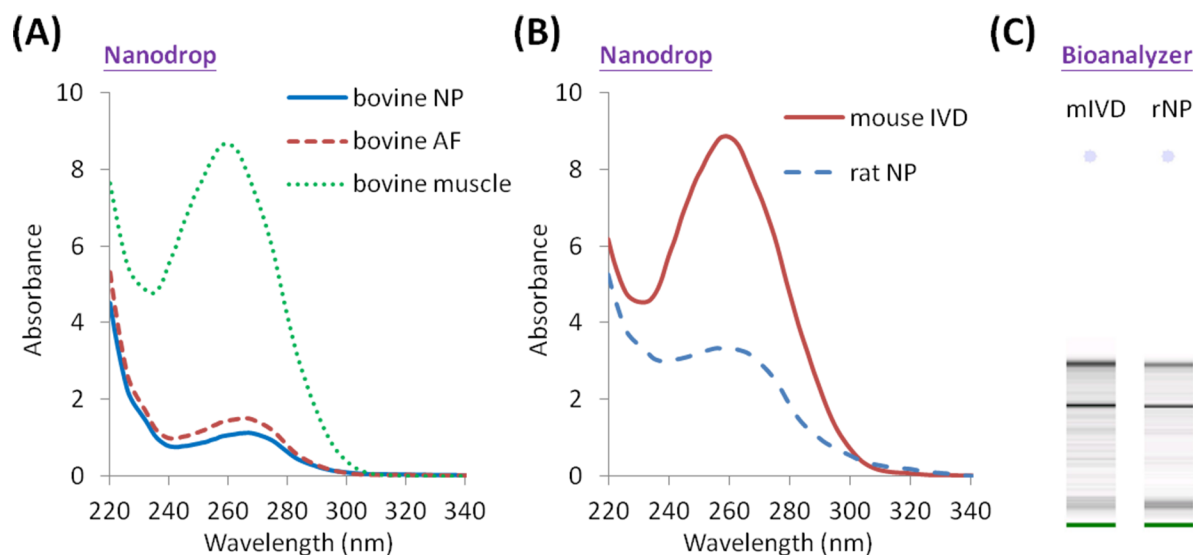 (A)
Nanodrop
bovine NP
bovine AF
bovine muscle
Absorbance
10
8
6
4
2
0
220 240 260 280 300 320 340
Wavelength (nm)
(B)
Nanodrop
mouse IVD
rat NP
Absorbance
10
8
6
4
2
0
220 240 260 280 300 320 340
Wavelength (nm)
(C)
Bioanalyzer
mIVD rNP